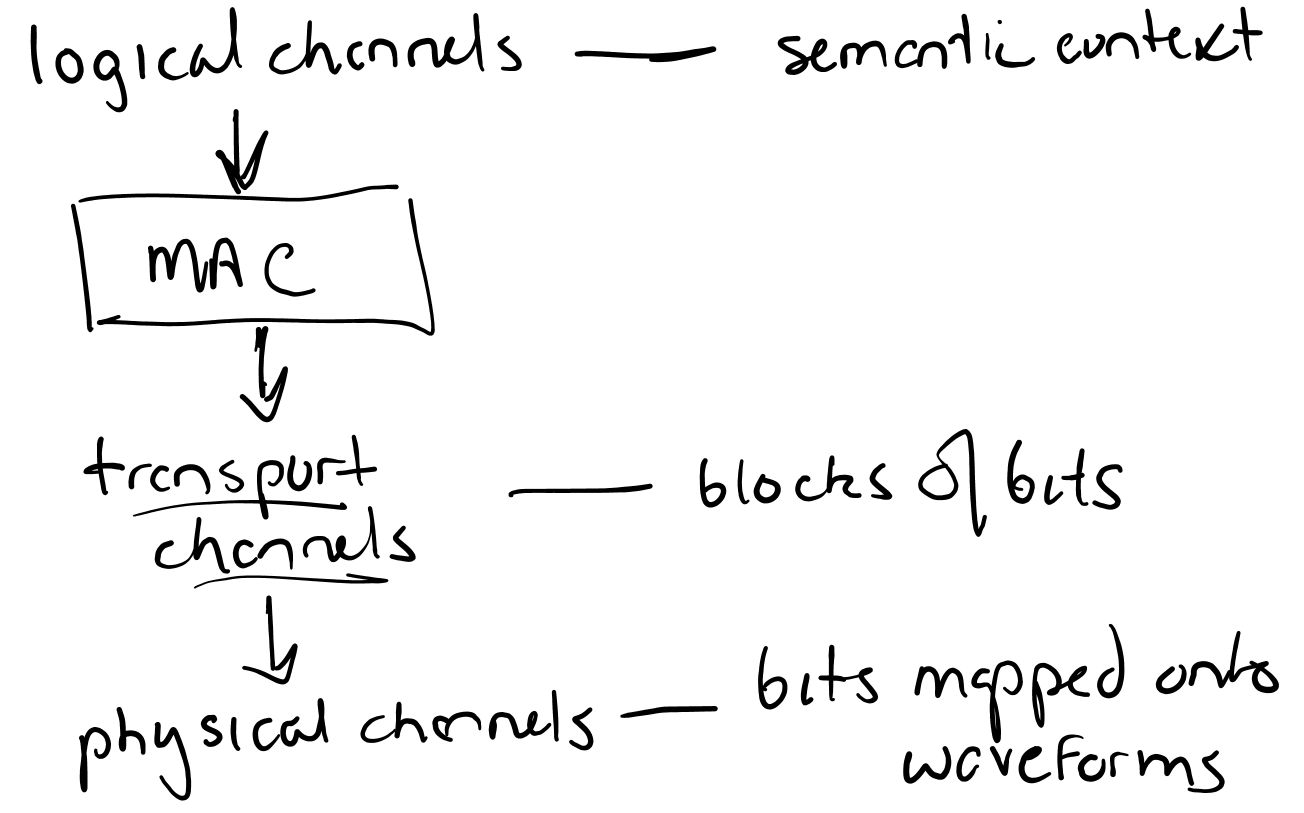 logical channels — semantic context
MAC
transport — blocks of bits
channels
physical channels — bits mapped onto
waveforms